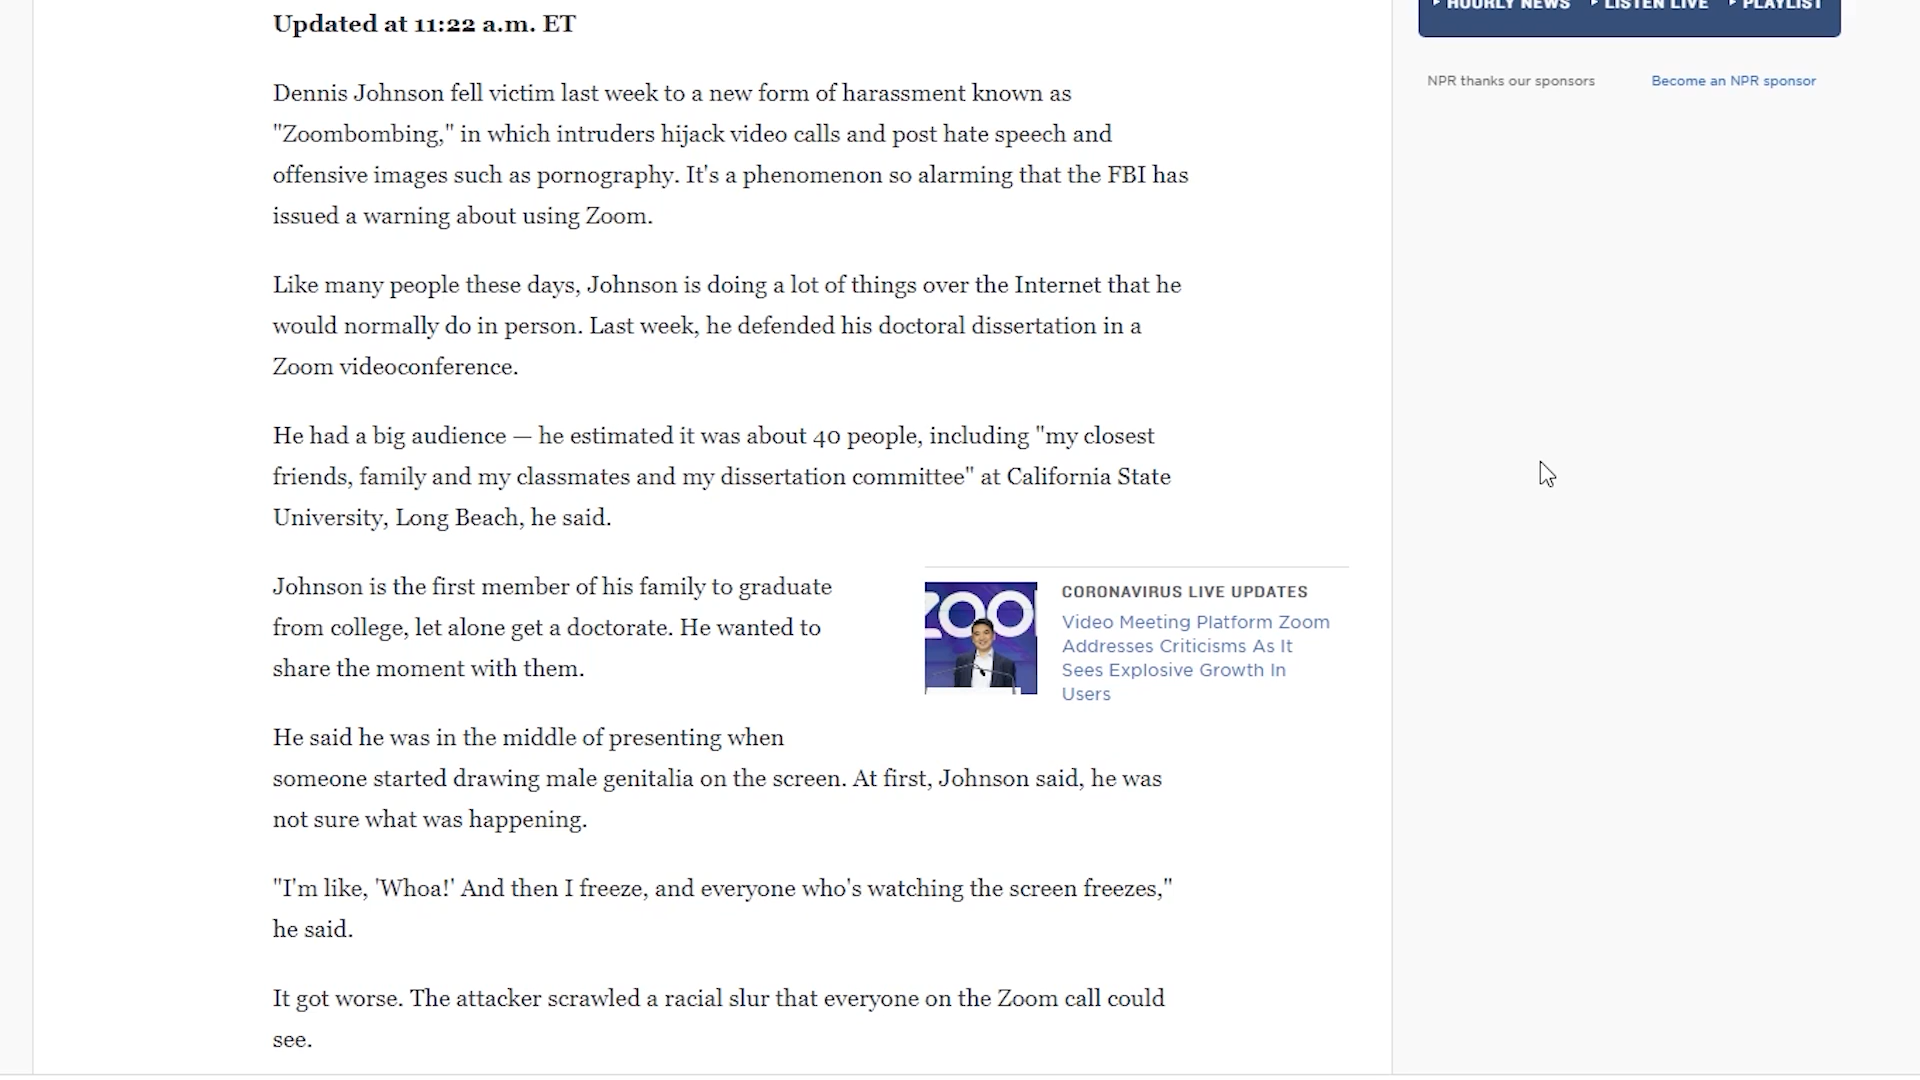 HOURLY NEWS LISTEN LIVE PLAYLIST
NPR thanks our sponsors Become an NPR sponsor
Updated at 11:22 a.m. ET
Dennis Johnson fell victim last week to a new form of harassment known as
"Zoombombing," in which intruders hijack video calls and post hate speech and
offensive images such as pornography. It's a phenomenon so alarming that the FBI has
issued a warning about using Zoom.
Like many people these days, Johnson is doing a lot of things over the Internet that he
would normally do in person. Last week, he defended his doctoral dissertation in a
Zoom videoconference.
He had a big audience — he estimated it was about 40 people, including "my closest
friends, family and my classmates and my dissertation committee" at California State
University, Long Beach, he said.
Johnson is the first member of his family to graduate
from college, let alone get a doctorate. He wanted to
share the moment with them.
ZOO
CORONAVIRUS LIVE UPDATES
Video Meeting Platform Zoom
Addresses Criticisms As It
Sees Explosive Growth In
Users
He said he was in the middle of presenting when
someone started drawing male genitalia on the screen. At first, Johnson said, he was
not sure what was happening.
"I'm like, 'Whoa!' And then I freeze, and everyone who's watching the screen freezes,"
he said.
It got worse. The attacker scrawled a racial slur that everyone on the Zoom call could
see.